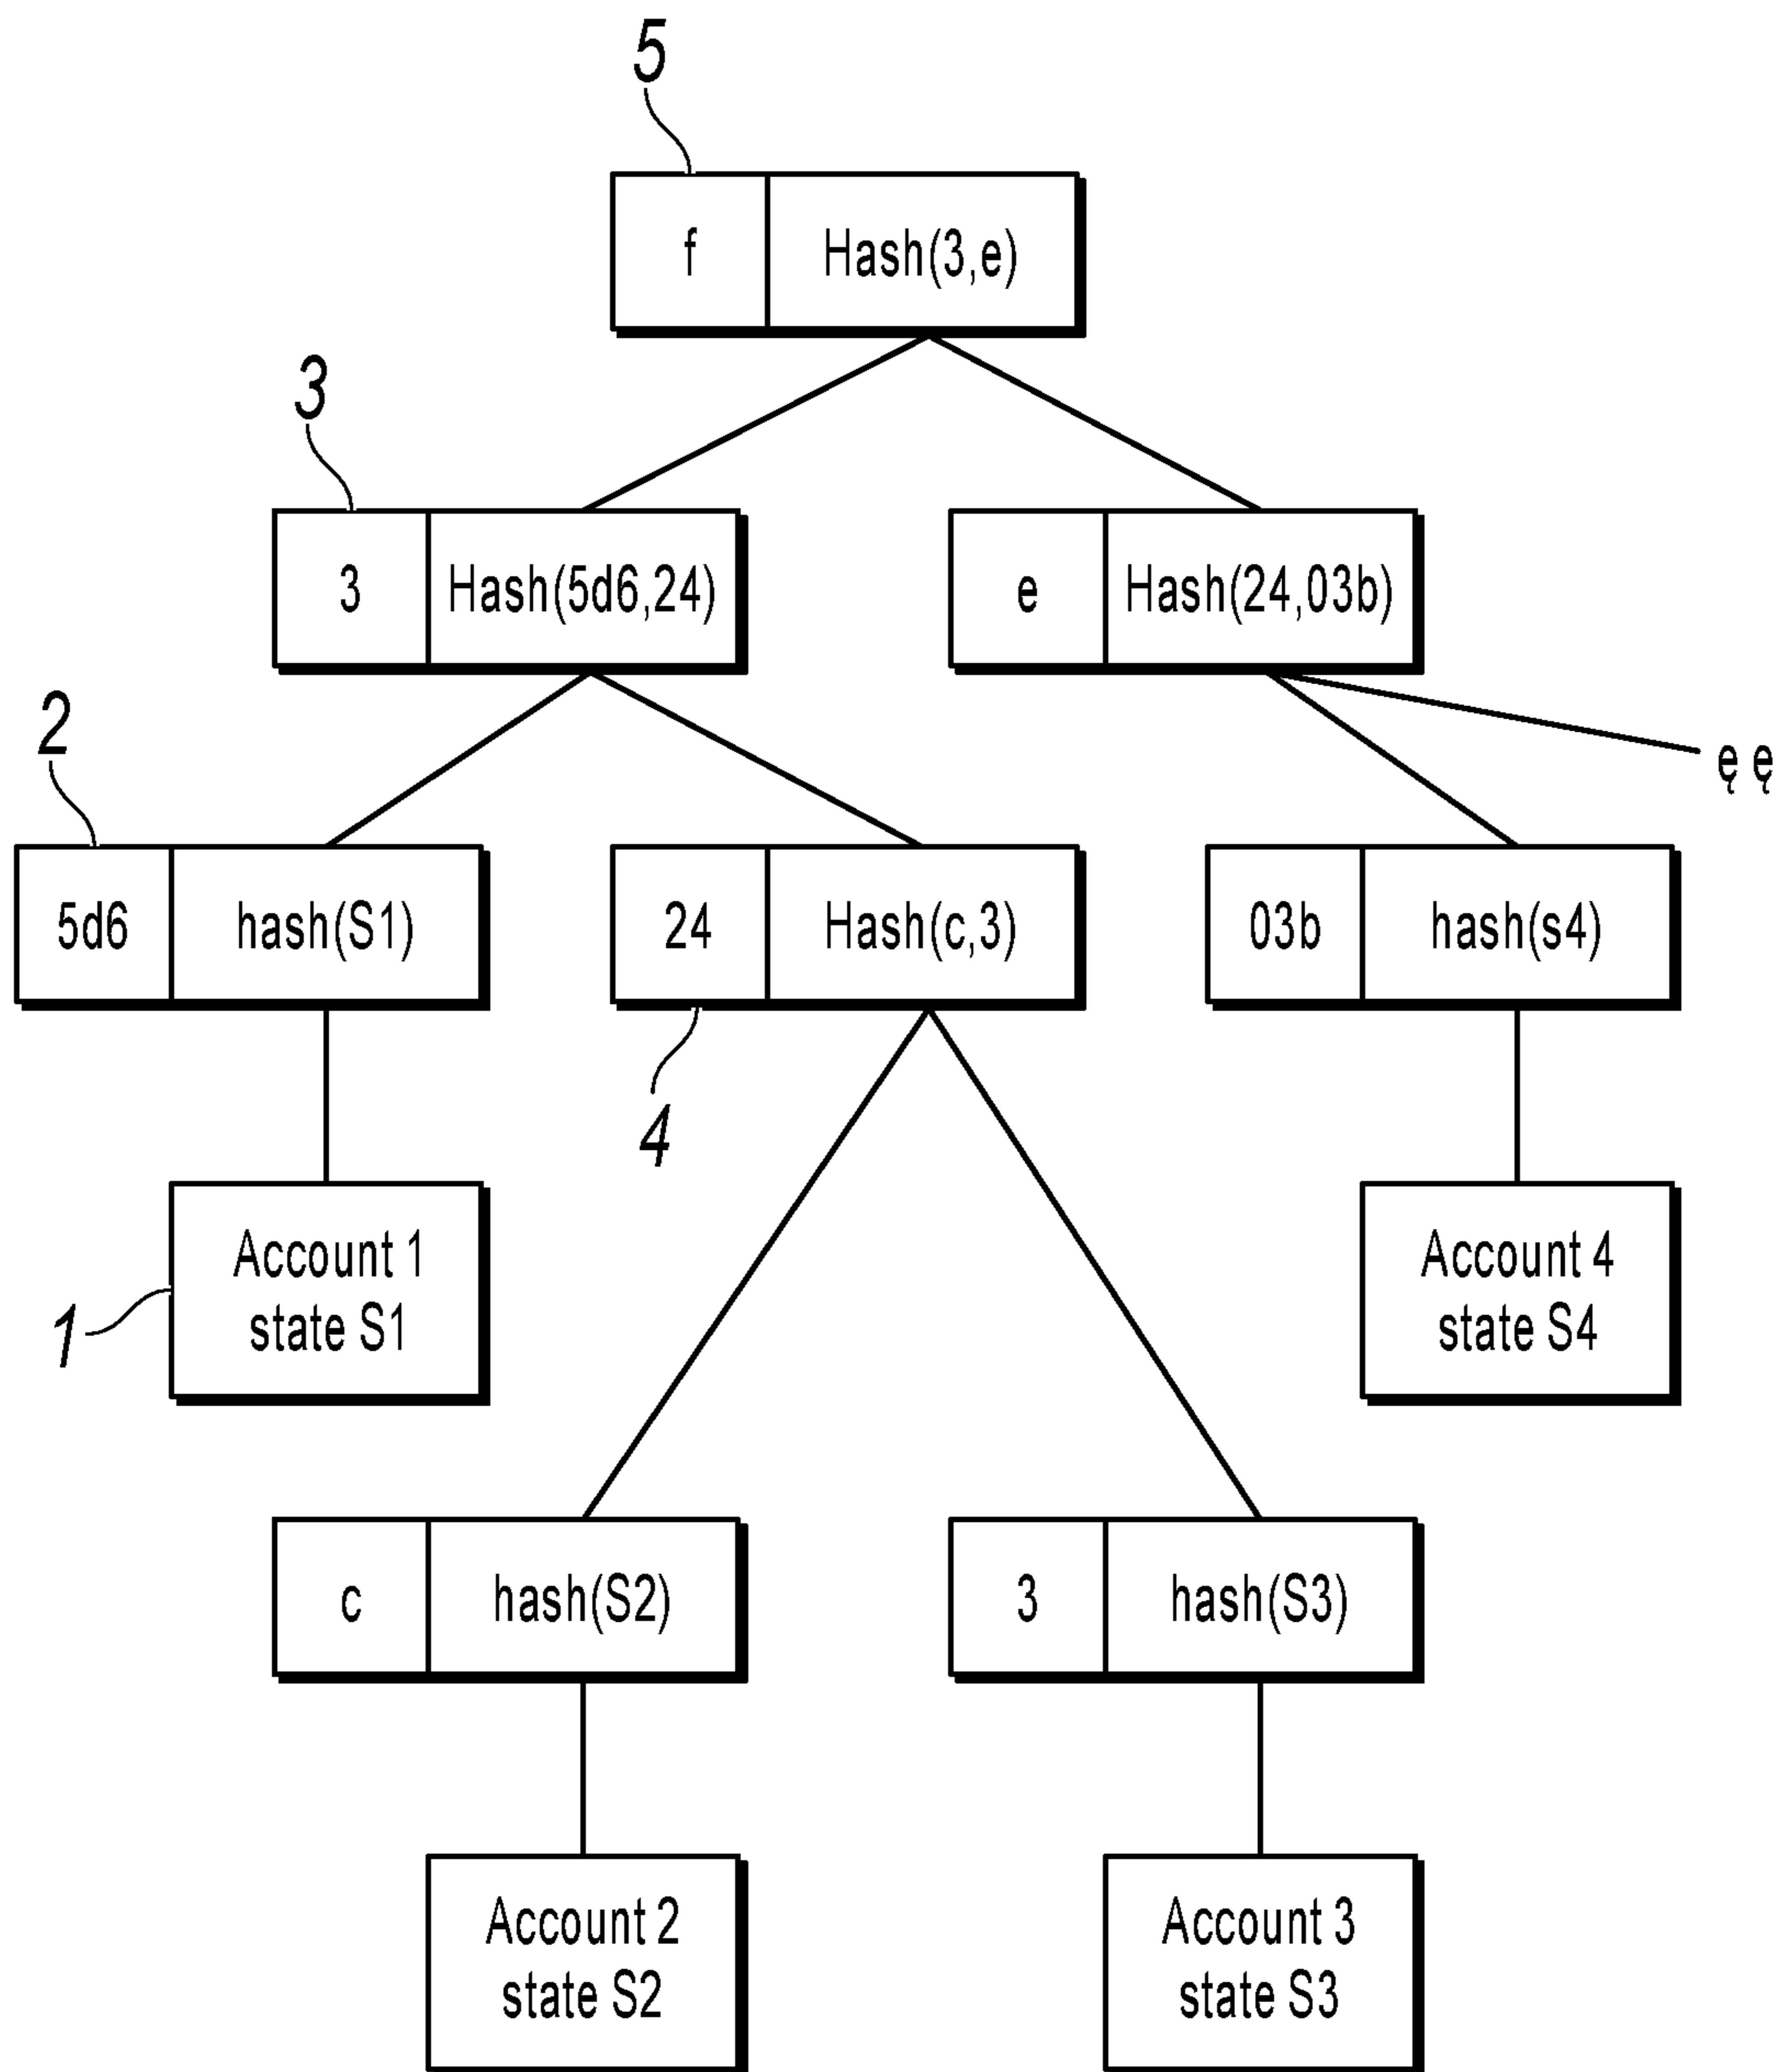 5
f Hash(3,e)
3
3 Hash(5d6,24)
e Hash(24,03b)
2
ę ę
5d6 hash(S1)
24 Hash(c,3)
03b hash(s4)
4
1
Account 1
state S1
Account 4
state S4
c hash(S2)
3 hash(S3)
Account 2
state S2
Account 3
state S3